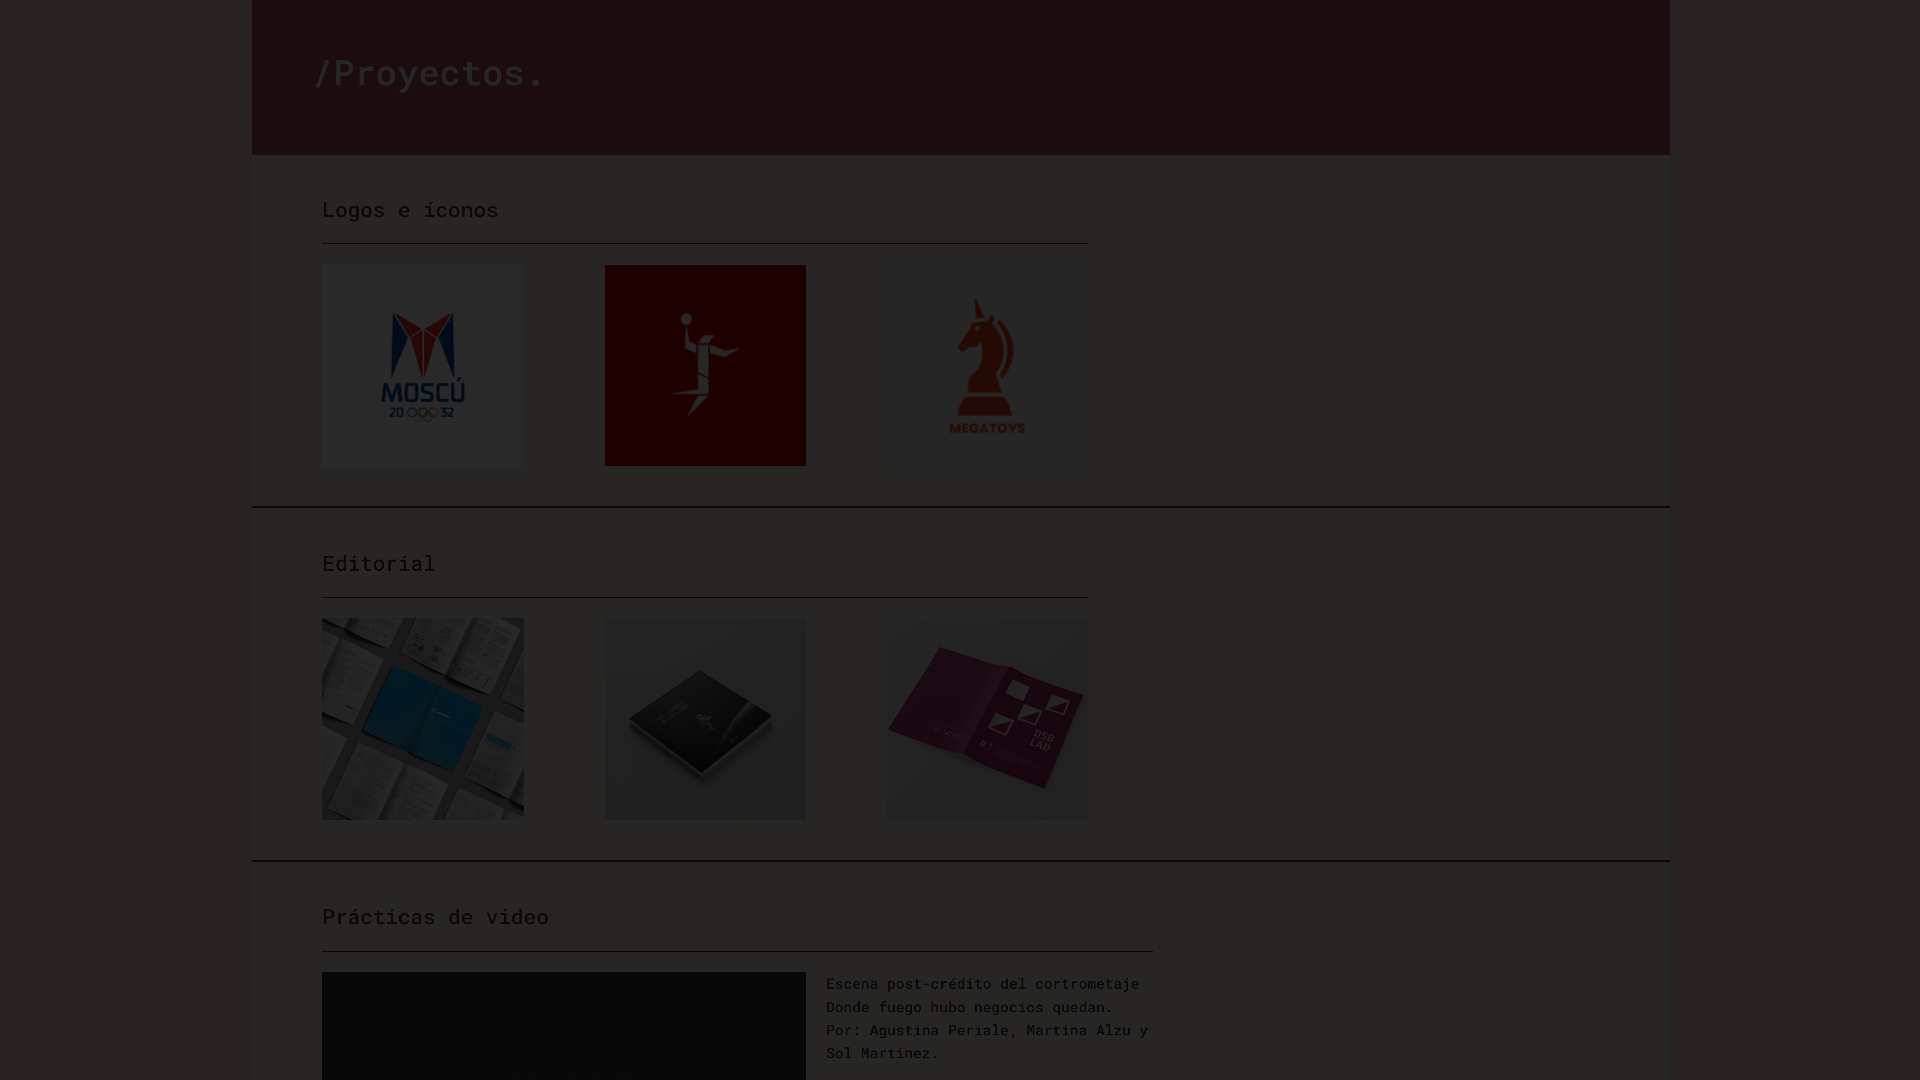 /Proyectos.
Logos e íconos
MOSCÚ
20 32
MEGATOYS
Editorial
DSB
LAD
#1
Prácticas de video
Escena post-crédito del cortrometaje
Donde fuego hubo negocios quedan.
Por: Agustina Periale, Martina Alzu y
Sol Martinez.